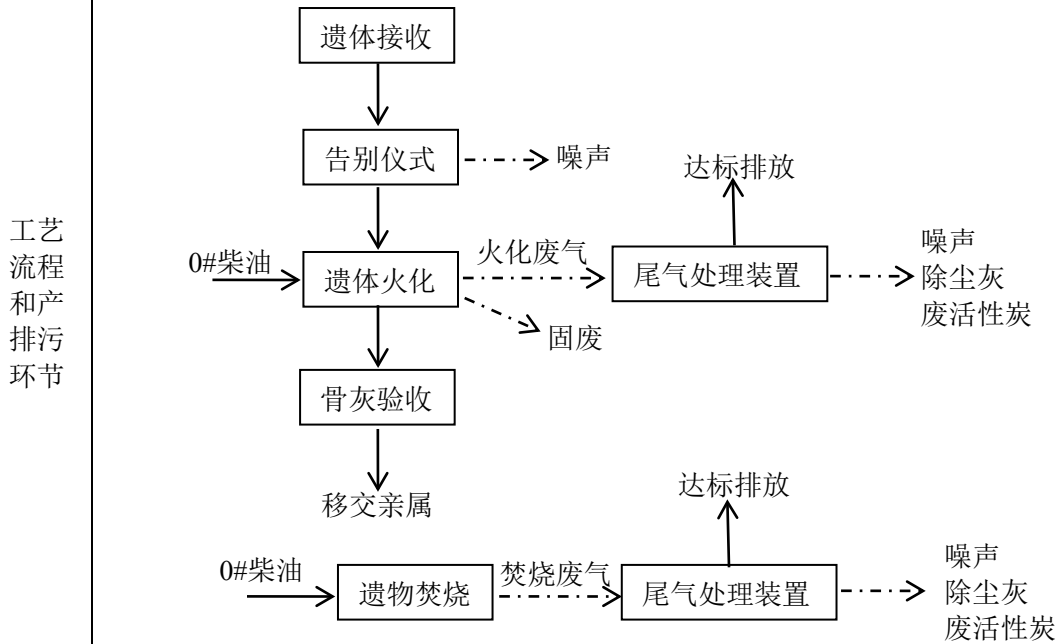 工艺
流程
和产
排污
环节
遗体接收
告别仪式
噪声
达标排放
0#柴油
遗体火化
火化废气
尾气处理装置
噪声
除尘灰
废活性炭
固废
骨灰验收
移交亲属
达标排放
0#柴油
遗物焚烧
焚烧废气
尾气处理装置
噪声
除尘灰
废活性炭